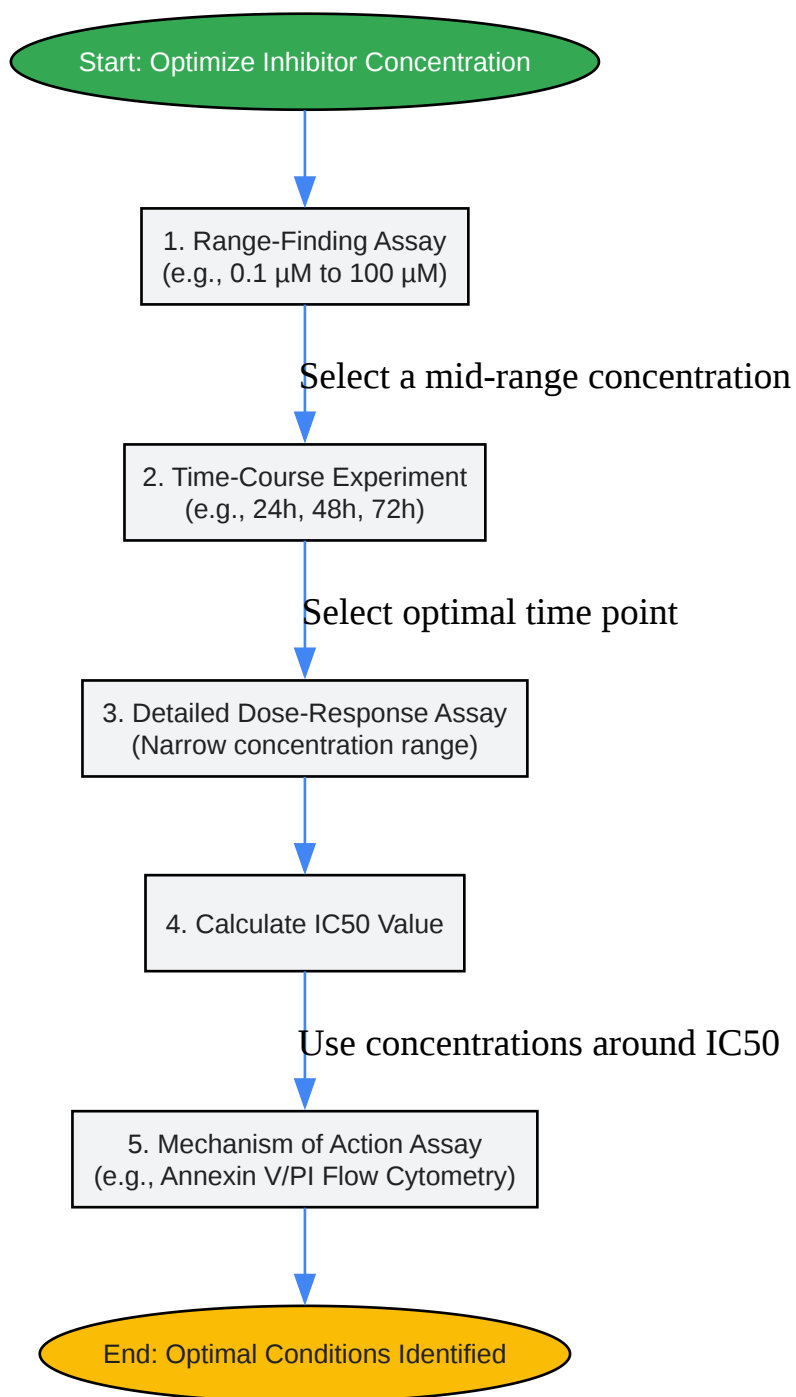 Start: Optimize Inhibitor Concentration
1. Range-Finding Assay
(e.g., 0.1 µM to 100 µM)
Select a mid-range concentration
2. Time-Course Experiment
(e.g., 24h, 48h, 72h)
Select optimal time point
3. Detailed Dose-Response Assay
(Narrow concentration range)
4. Calculate IC50 Value
Use concentrations around IC50
5. Mechanism of Action Assay
(e.g., Annexin V/PI Flow Cytometry)
End: Optimal Conditions Identified